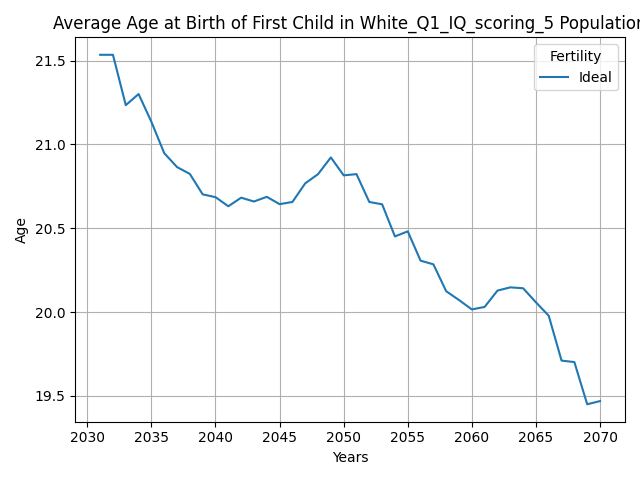 Average Age at Birth of First Child in White_Q1_IQ_scoring_5 Population
Fertility
Ideal
21.5
21.0
20.5
20.0
19.5
Age
2030 2035 2040 2045 2050 2055 2060 2065 2070
Years